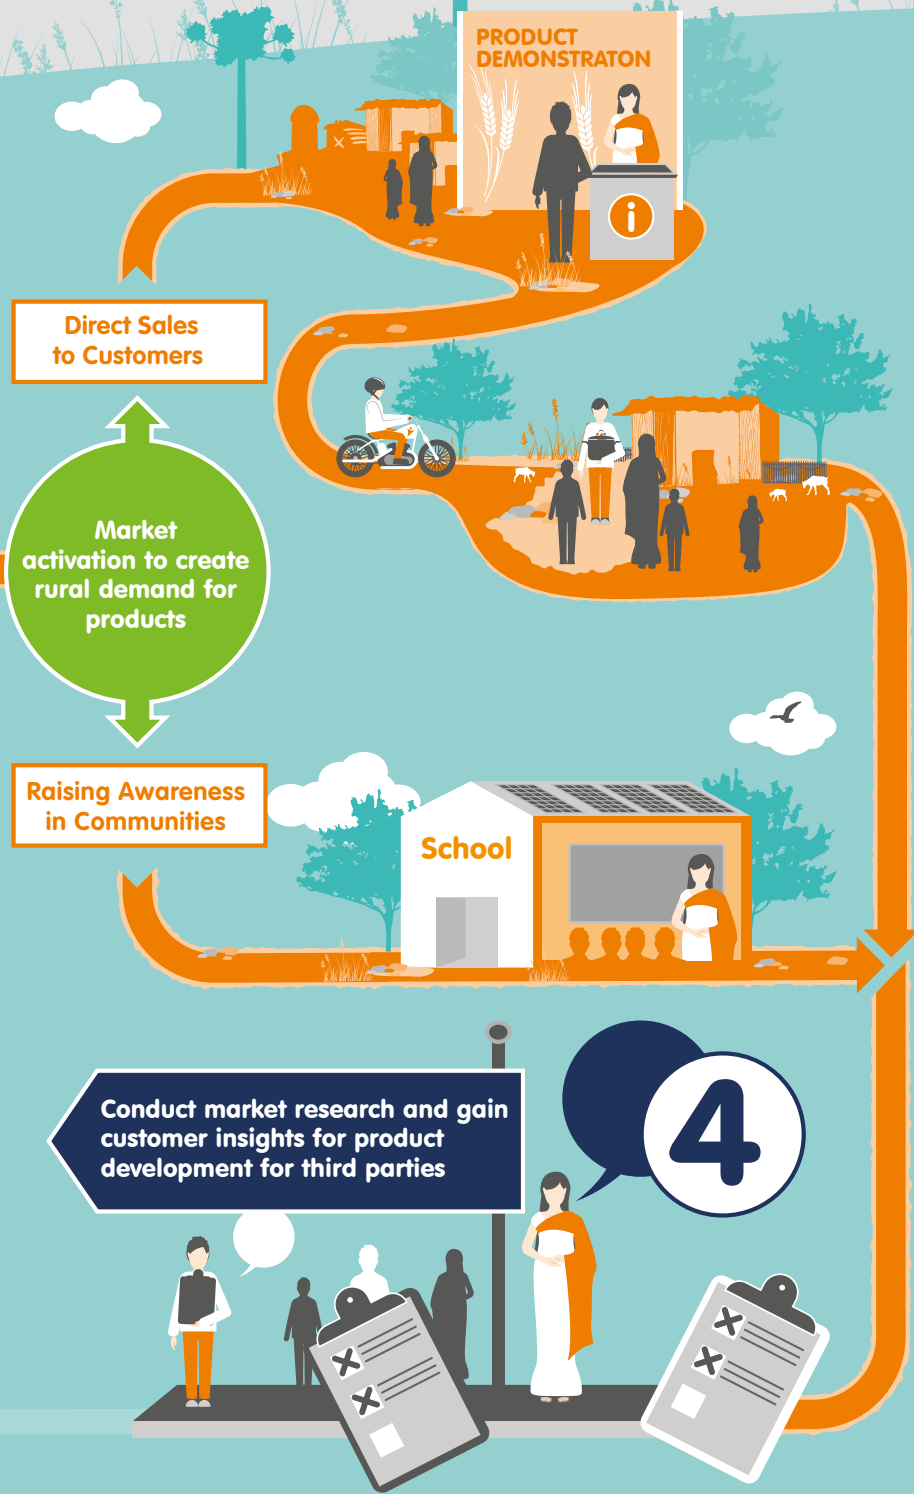 PRODUCT
DEMONSTRATON
i
Direct Sales
to Customers
Market
activation to create
rural demand for
products
Raising Awareness
in Communities
School
Conduct market research and gain
customer insights for product
development for third parties
4